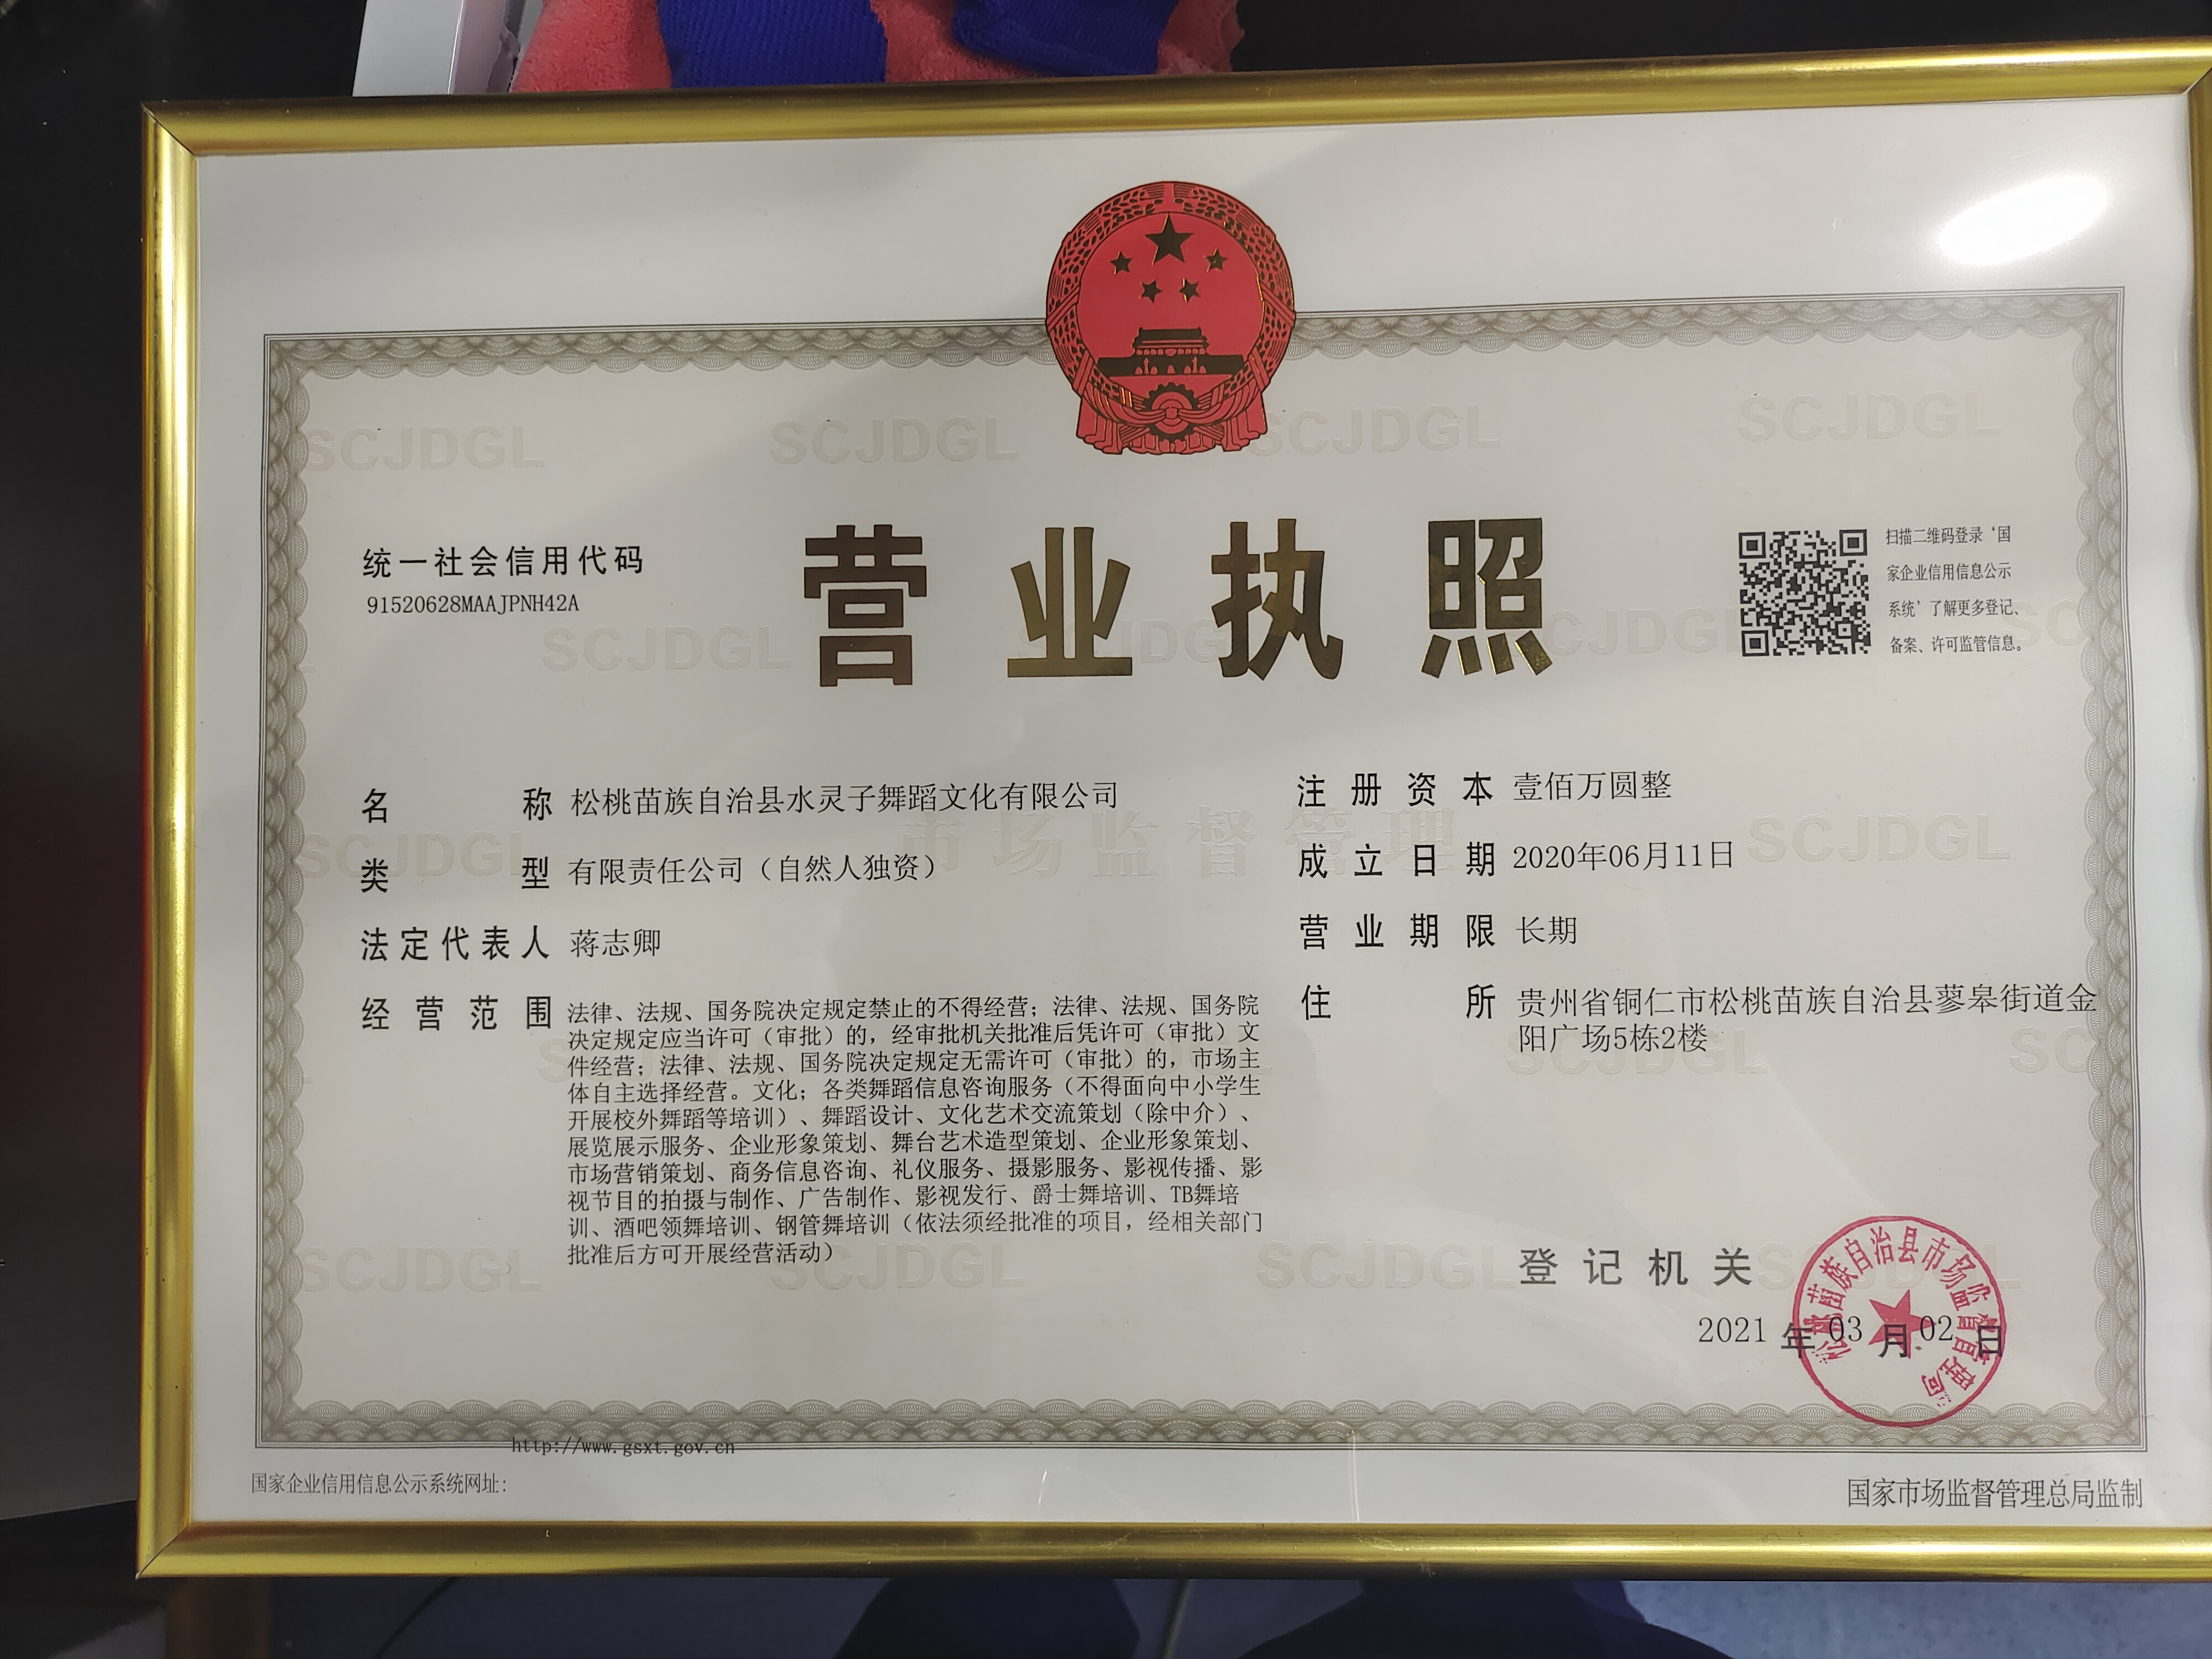 统一社会信用代码
91520628MAAJPNH42A
营业执照
扫描二维码登录‘国
家企业信用信息公示
系统’了解更多登记、
备案、许可监管信息。
名称 松桃苗族自治县水灵子舞蹈文化有限公司
类型 有限责任公司（自然人独资）
法定代表人 蒋志卿
经营范围 法律、法规、国务院决定规定禁止的不得经营；法律、法规、国务院
决定规定应当许可（审批）的，经审批机关批准后凭许可（审批）文
件经营；法律、法规、国务院决定规定无需许可（审批）的，市场主
体自主选择经营。文化；各类舞蹈信息咨询服务（不得面向中小学生
开展校外舞蹈等培训）、舞蹈设计、文化艺术交流策划（除中介）、
展览展示服务、企业形象策划、舞台艺术造型策划、企业形象策划、
市场营销策划、商务信息咨询、礼仪服务、摄影服务、影视传播、影
视节目的拍摄与制作、广告制作、影视发行、爵士舞培训、TB舞培
训、酒吧领舞培训、钢管舞培训（依法须经批准的项目，经相关部门
批准后方可开展经营活动）
注册资本 壹佰万圆整
成立日期 2020年06月11日
营业期限 长期
住所 贵州省铜仁市松桃苗族自治县蓼皋街道金
阳广场5栋2楼
登记机关
松桃苗族自治县市场监督管理局
2021年03月02日
http://www.gsxt.gov.cn
国家企业信用信息公示系统网址：
国家市场监督管理总局监制
SCJDGL
市场监督管理